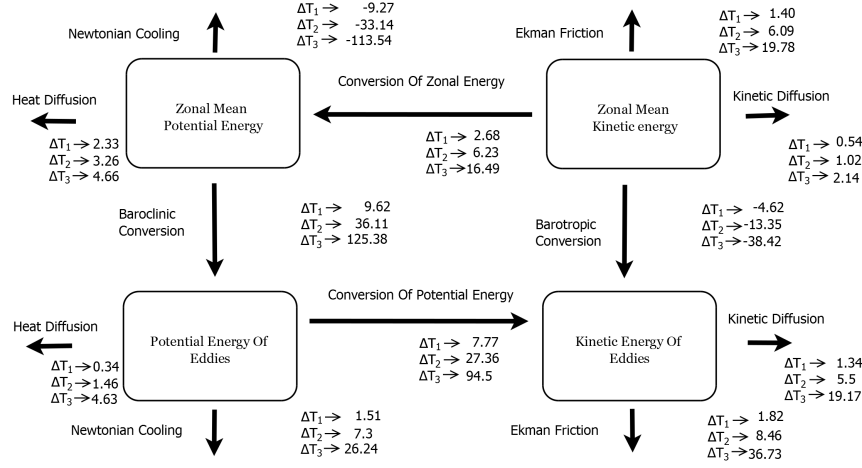 Newtonian Cooling
ΔT1 → -9.27
ΔT2 → -33.14
ΔT3 → -113.54
Ekman Friction
ΔT1 → 1.40
ΔT2 → 6.09
ΔT3 → 19.78
Heat Diffusion
ΔT1 → 2.33
ΔT2 → 3.26
ΔT3 → 4.66
Zonal Mean
Potential Energy
Conversion Of Zonal Energy
ΔT1 → 2.68
ΔT2 → 6.23
ΔT3 → 16.49
Zonal Mean
Kinetic energy
Kinetic Diffusion
ΔT1 → 0.54
ΔT2 → 1.02
ΔT3 → 2.14
Baroclinic
Conversion
ΔT1 → 9.62
ΔT2 → 36.11
ΔT3 → 125.38
Barotropic
Conversion
ΔT1 → -4.62
ΔT2 → -13.35
ΔT3 → -38.42
Heat Diffusion
ΔT1 → 0.34
ΔT2 → 1.46
ΔT3 → 4.63
Potential Energy Of
Eddies
Conversion Of Potential Energy
ΔT1 → 7.77
ΔT2 → 27.36
ΔT3 → 94.5
Kinetic Energy Of
Eddies
Kinetic Diffusion
ΔT1 → 1.34
ΔT2 → 5.5
ΔT3 → 19.17
Newtonian Cooling
ΔT1 → 1.51
ΔT2 → 7.3
ΔT3 → 26.24
Ekman Friction
ΔT1 → 1.82
ΔT2 → 8.46
ΔT3 → 36.73